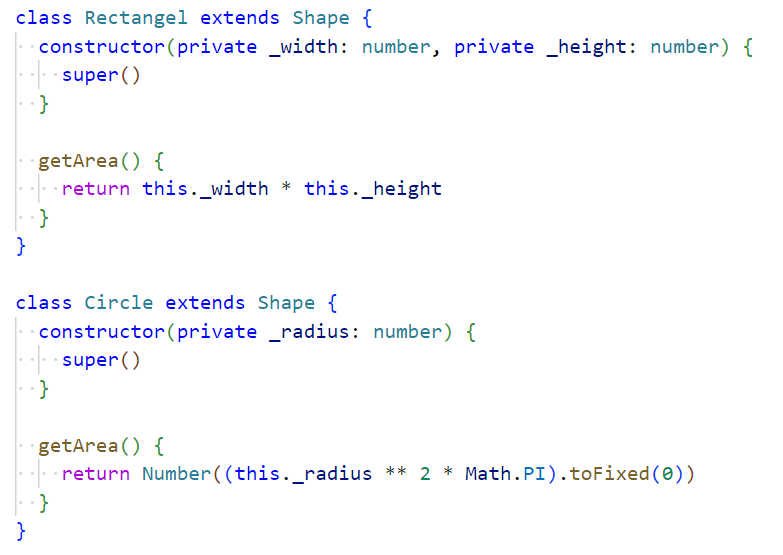 class Rectangel extends Shape {
  constructor(private _width: number, private _height: number) {
    super()
  }

  getArea() {
    return this._width * this._height
  }
}

class Circle extends Shape {
  constructor(private _radius: number) {
    super()
  }

  getArea() {
    return Number((this._radius ** 2 * Math.PI).toFixed(0))
  }
}